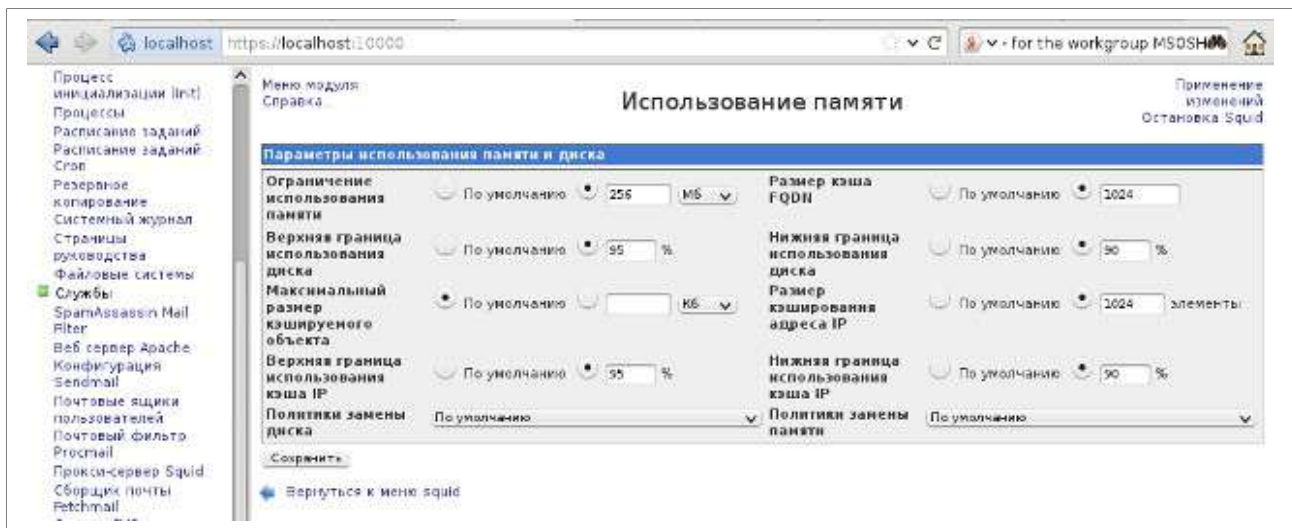 localhost https://localhost:10000 - for the workgroup MSOSH
Процесс
инициализации (Init)
Процессы
Расписание заданий
Расписание заданий
Cron
Резервное
копирование
Системный журнал
Страницы
руководства
Файловые системы
Службы
SpamAssassin Mail
Filter
Веб сервер Apache
Конфигурация
Sendmail
Почтовые ящики
пользователей
Почтовый фильтр
Procmail
Прокси-сервер Squid
Сборщик почты
Fetchmail
Меню модуля
Справка..
Использование памяти
Применение
изменений
Остановка Squid
Параметры использования памяти и диска
Ограничение
использования
памяти
По умолчанию 256 Мб
Размер кэша
FQDN
По умолчанию 1024
Верхняя граница
использования
диска
По умолчанию 95 %
Нижняя граница
использования
диска
По умолчанию 90 %
Максимальный
размер
кэшируемого
объекта
По умолчанию Кб
Размер
кэширования
адреса IP
По умолчанию 1024 элементы
Верхняя граница
использования
кэша IP
По умолчанию 95 %
Нижняя граница
использования
кэша IP
По умолчанию 90 %
Политики замены
диска
По умолчанию
Политики замены
памяти
По умолчанию
Сохранить
Вернуться к меню squid